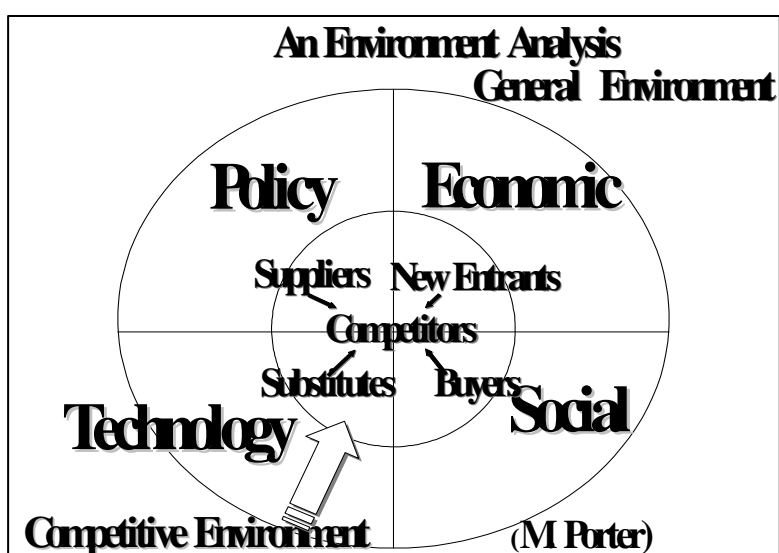 An Environment Analysis
General Environment
Policy
Economic
Suppliers
New Entrants
Competitors
Substitutes
Buyers
Technology
Social
Competitive Environment
(M. Porter)